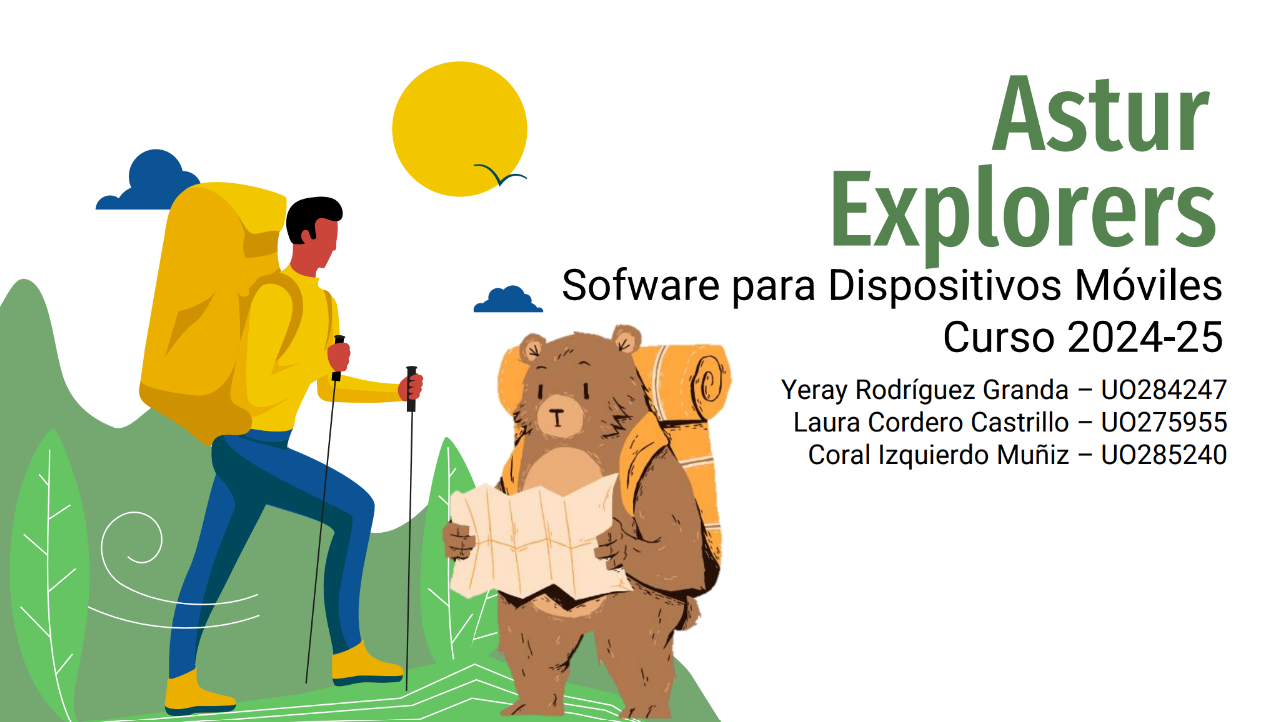 Astur
Explorers
Sofware para Dispositivos Móviles
Curso 2024-25
Yeray Rodríguez Granda – UO284247
Laura Cordero Castrillo – UO275955
Coral Izquierdo Muñiz – UO285240